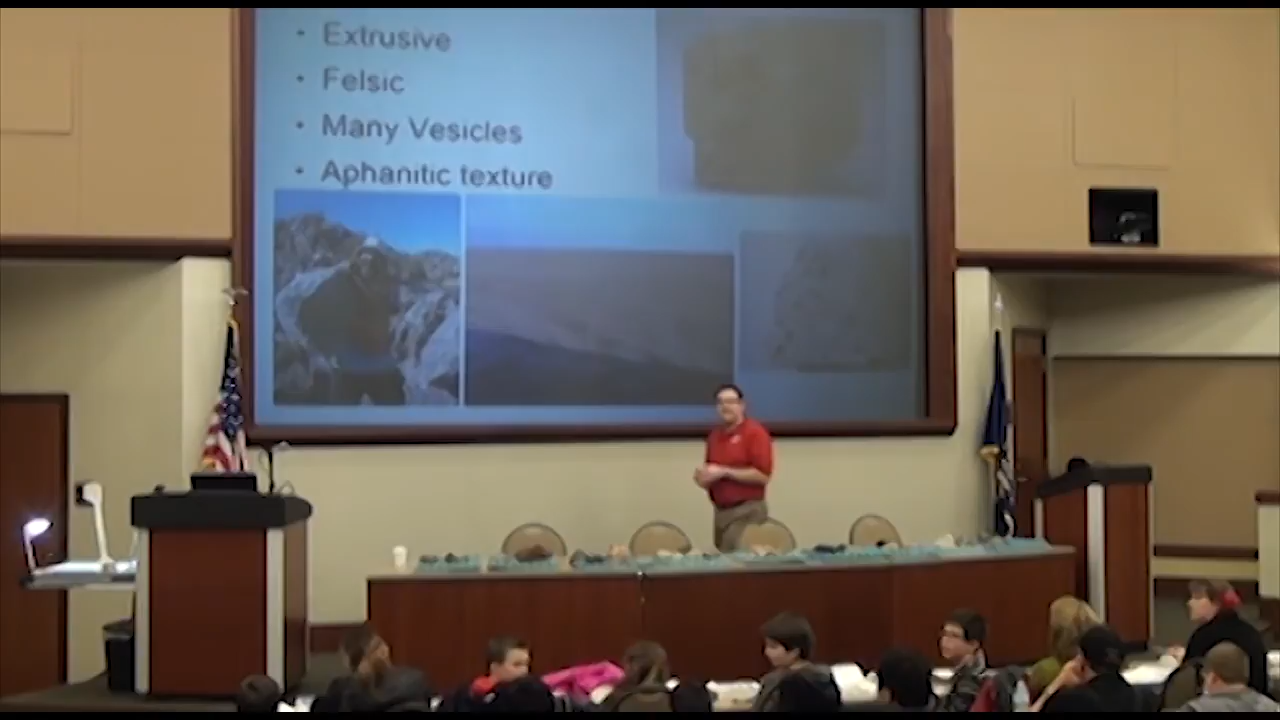 • Extrusive
• Felsic
• Many Vesicles
• Aphanitic texture